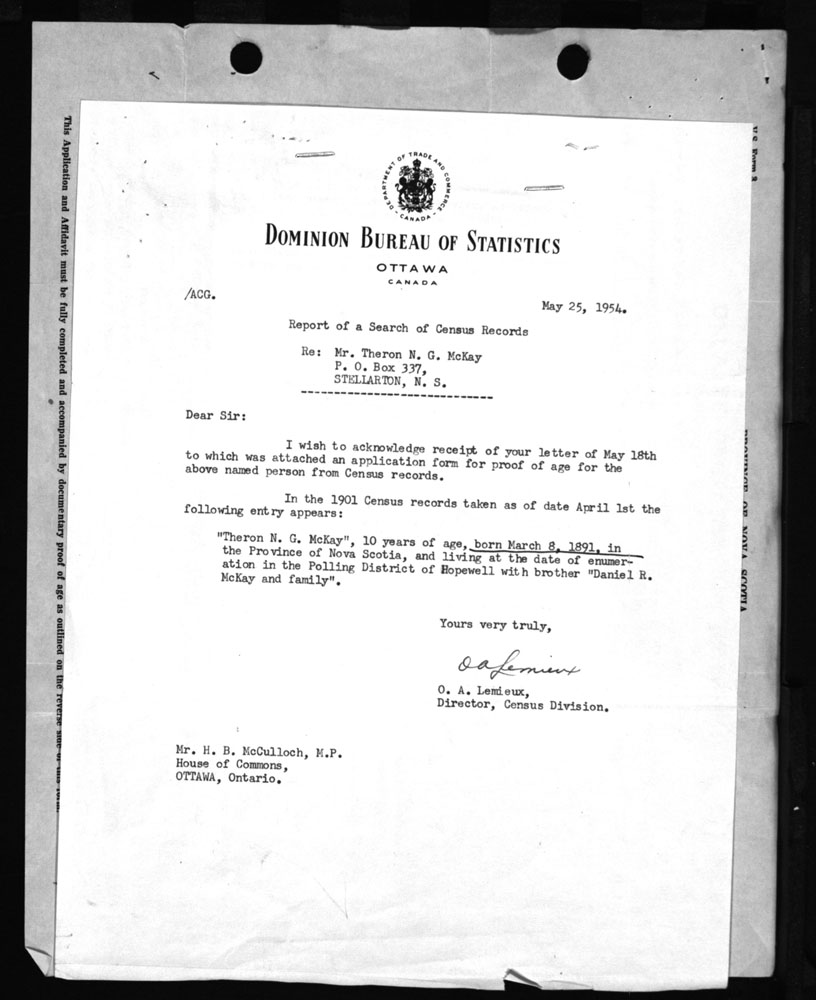 DEPARTMENT OF TRADE AND COMMERCE
CANADA
DOMINION BUREAU OF STATISTICS
OTTAWA
CANADA
/ACG.
May 25, 1954.
Report of a Search of Census Records
Re: Mr. Theron N. G. McKay
P. O. Box 337,
STELLARTON, N. S.
Dear Sir:
I wish to acknowledge receipt of your letter of May 18th
to which was attached an application form for proof of age for the
above named person from Census records.
In the 1901 Census records taken as of date April 1st the
following entry appears:
"Theron N. G. McKay", 10 years of age, born March 8, 1891, in
the Province of Nova Scotia, and living at the date of enumer-
ation in the Polling District of Hopewell with brother "Daniel R.
McKay and family".
Yours very truly,
O A Lemieux
O. A. Lemieux,
Director, Census Division.
Mr. H. B. McCulloch, M.P.
House of Commons,
OTTAWA, Ontario.
This Application and Affidavit must be fully completed and accompanied by documentary proof of age as outlined on the reverse side of this form.
PROVINCE OF NOVA SCOTIA